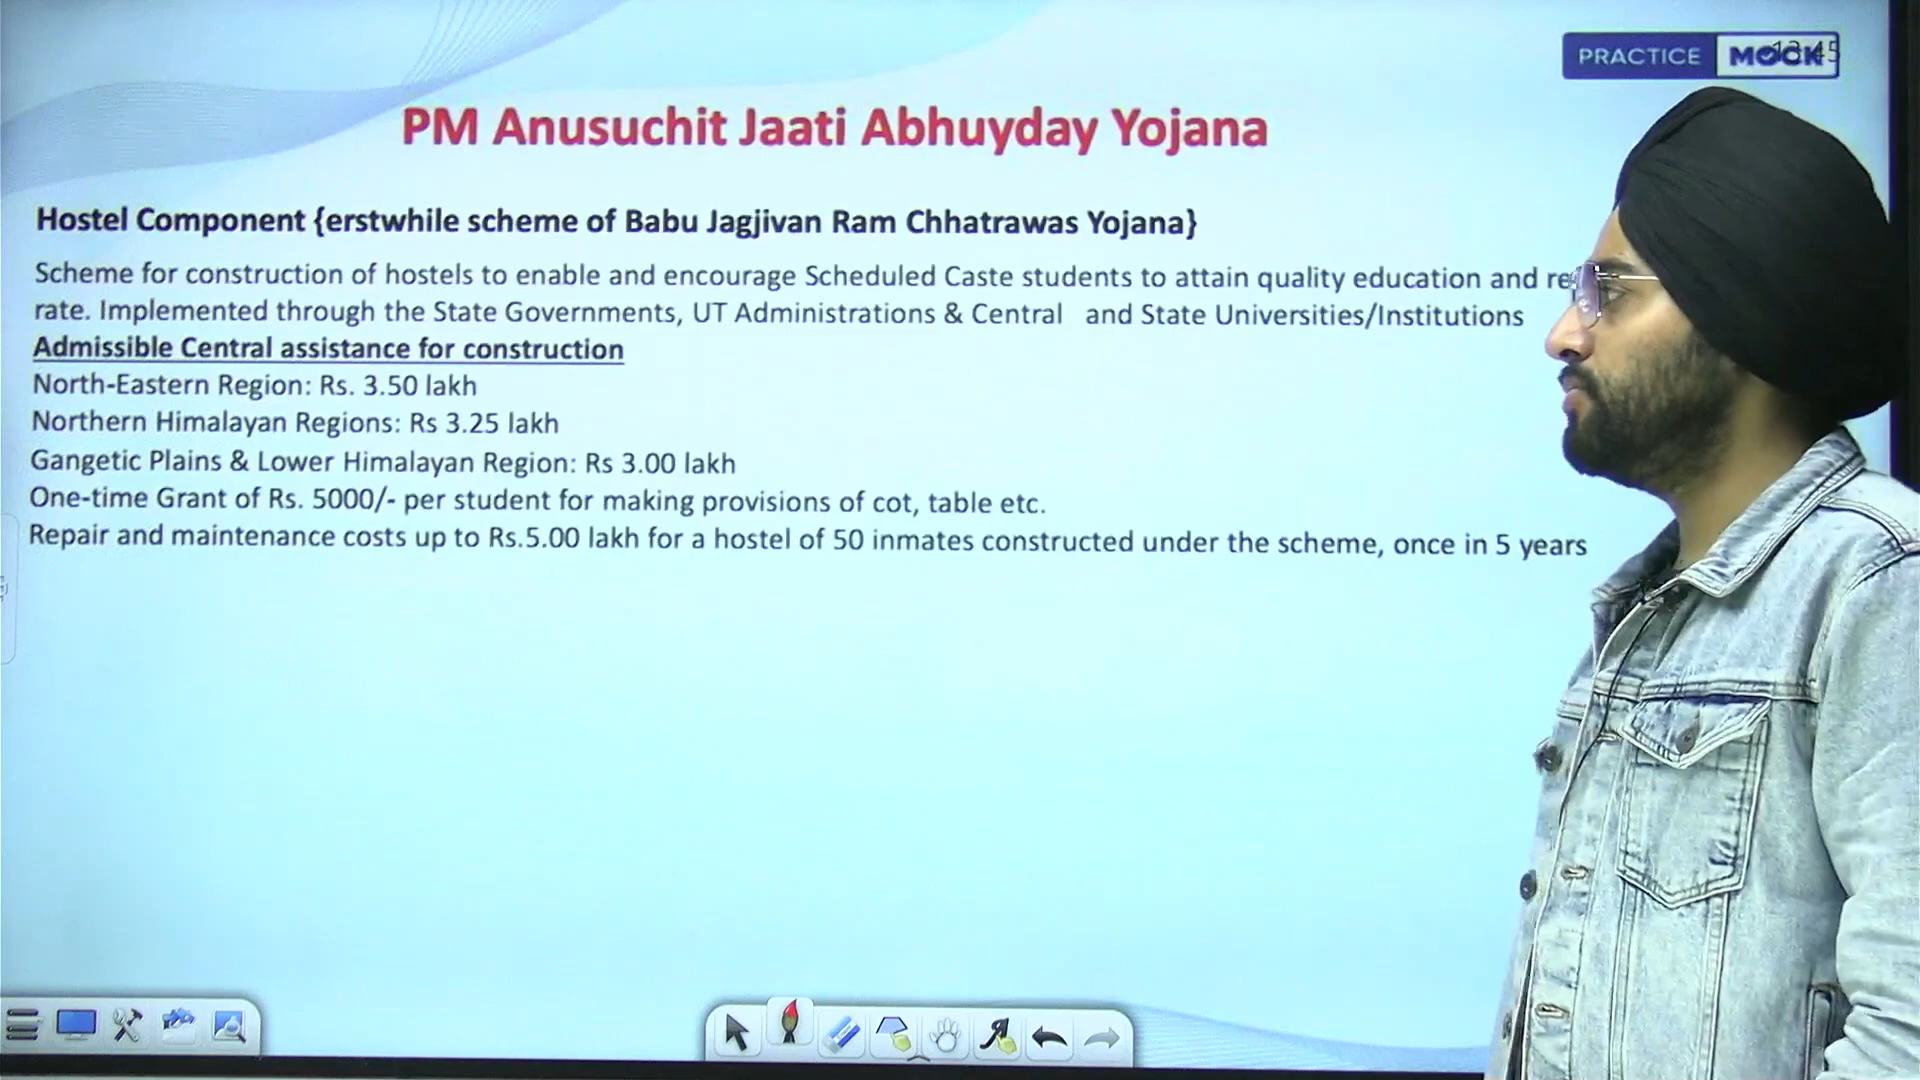 PRACTICE MOCK
13:45
PM Anusuchit Jaati Abhuyday Yojana
Hostel Component {erstwhile scheme of Babu Jagjivan Ram Chhatrawas Yojana}
Scheme for construction of hostels to enable and encourage Scheduled Caste students to attain quality education and
rate. Implemented through the State Governments, UT Administrations & Central and State Universities/Institutions
Admissible Central assistance for construction
North-Eastern Region: Rs. 3.50 lakh
Northern Himalayan Regions: Rs 3.25 lakh
Gangetic Plains & Lower Himalayan Region: Rs 3.00 lakh
One-time Grant of Rs. 5000/- per student for making provisions of cot, table etc.
Repair and maintenance costs up to Rs.5.00 lakh for a hostel of 50 inmates constructed under the scheme, once in 5 years